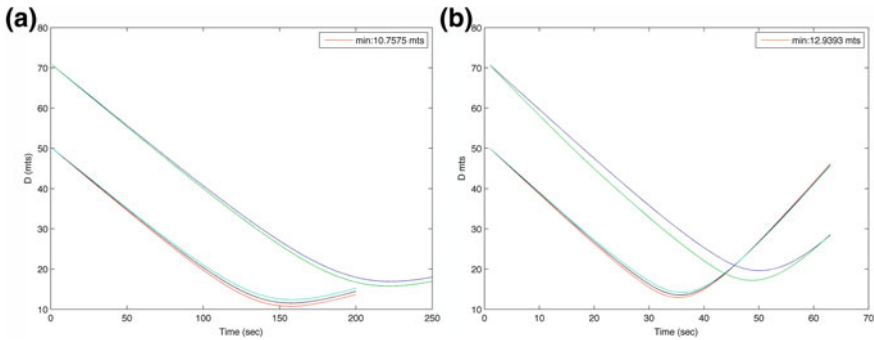 (a)
min:10.7575 mts
80
70
60
50
40
30
20
10
D (mts)
0 50 100 150 200 250
Time (sec)
(b)
min:12.9393 mts
80
70
60
50
40
30
20
10
D mts
0 10 20 30 40 50 60 70
Time (sec)